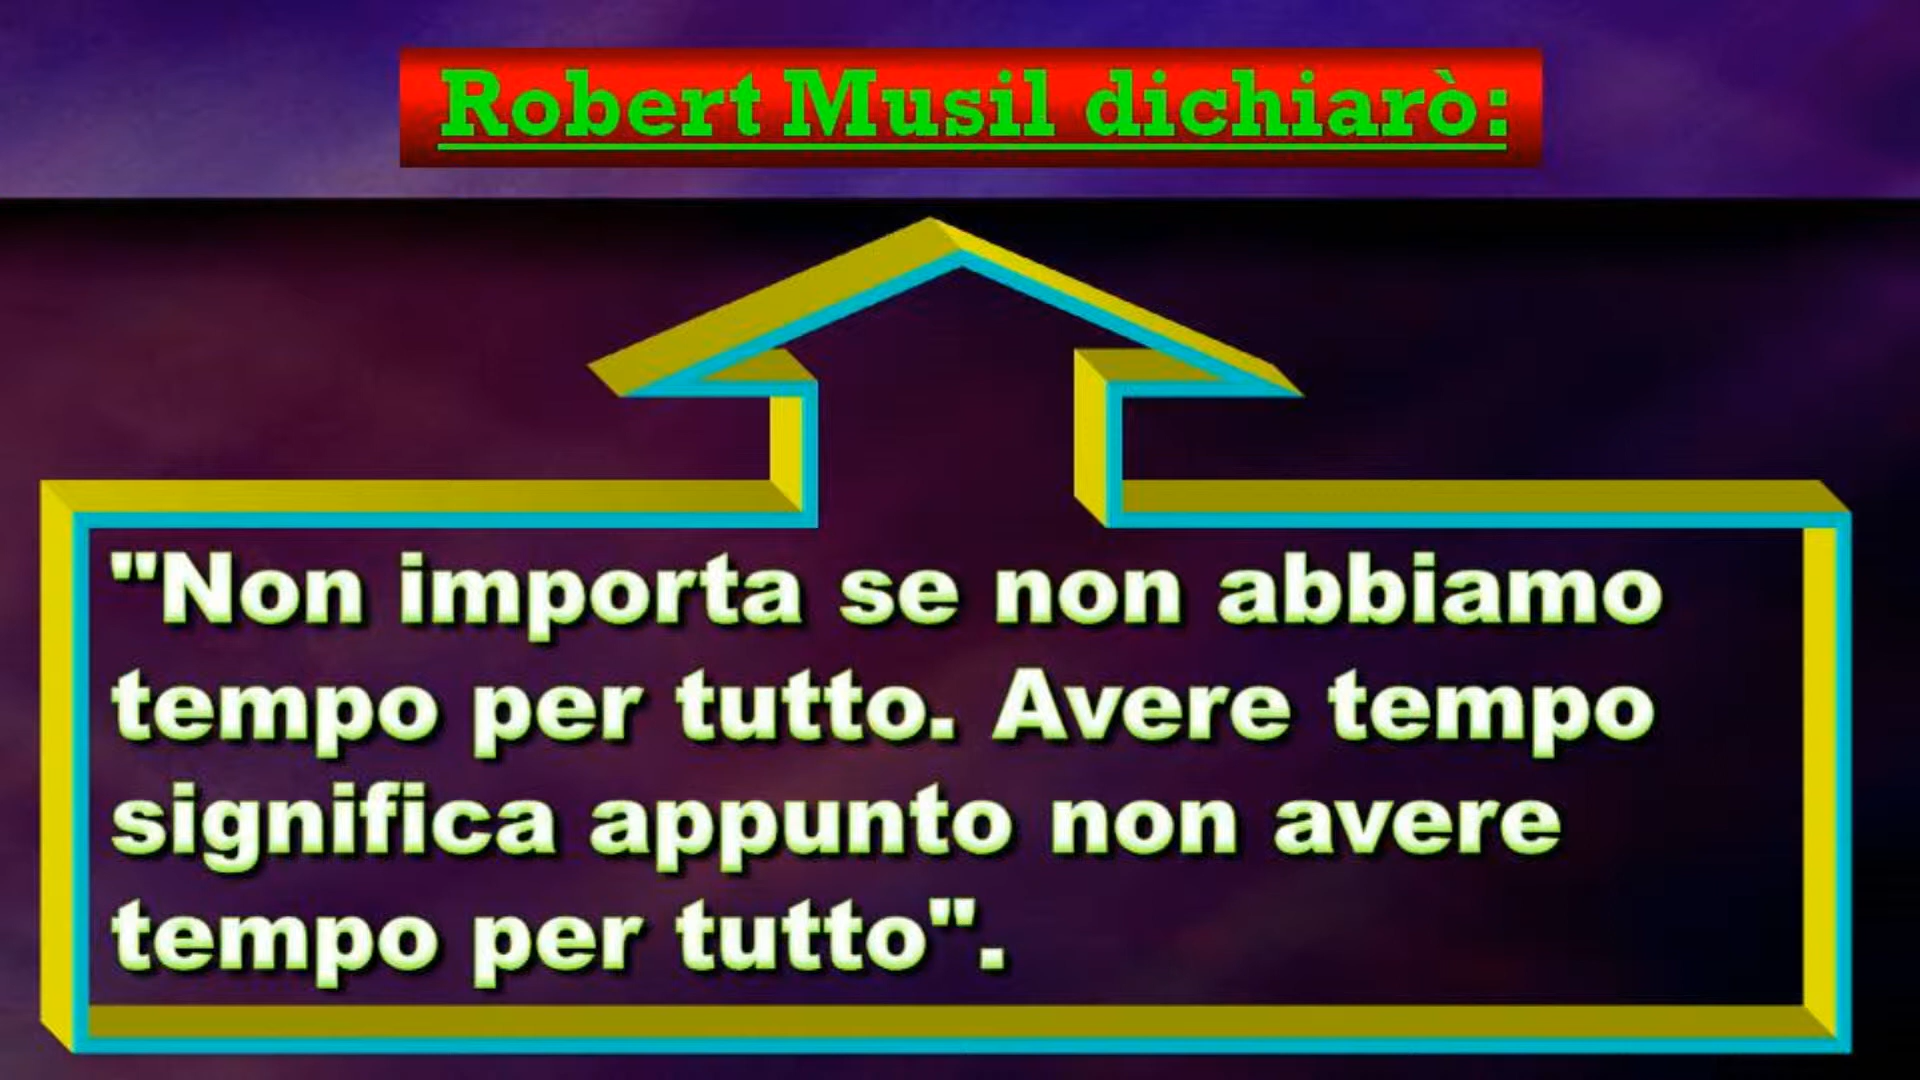 Robert Musil dichiarò:
"Non importa se non abbiamo
tempo per tutto. Avere tempo
significa appunto non avere
tempo per tutto".